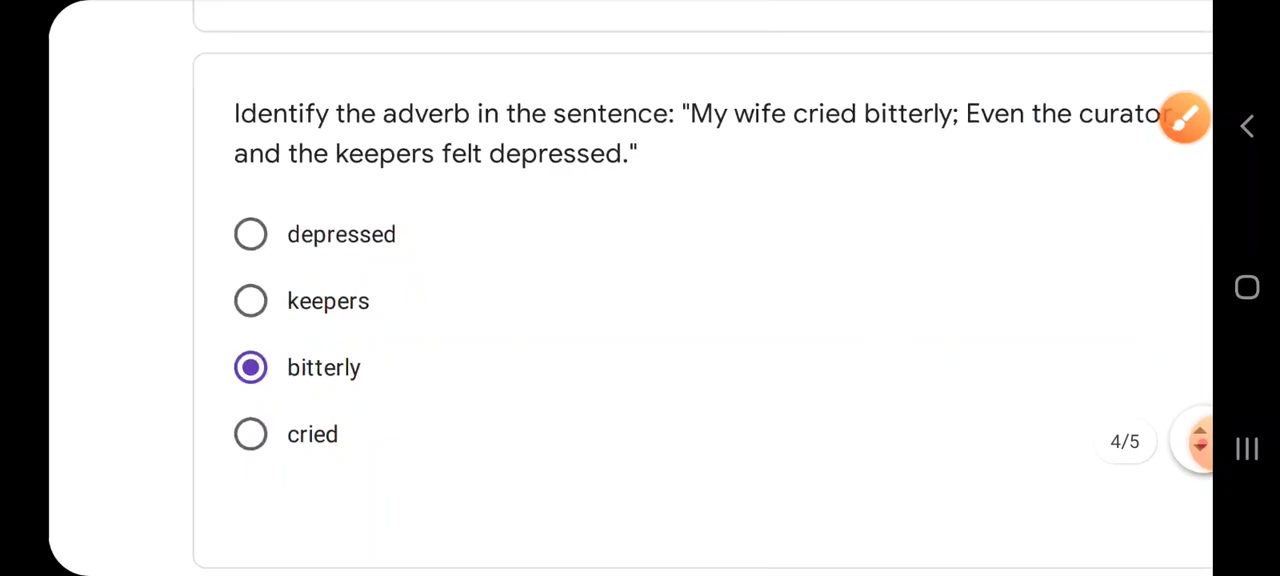 Identify the adverb in the sentence: "My wife cried bitterly; Even the curator
and the keepers felt depressed."
depressed
keepers
bitterly
cried
4/5